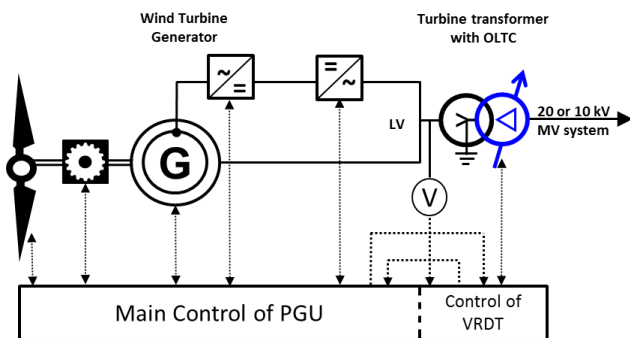 Wind Turbine
Generator
Turbine transformer
with OLTC
~
=
=
~
LV
20 or 10 kV
MV system
G
V
Main Control of PGU
Control of
VRDT